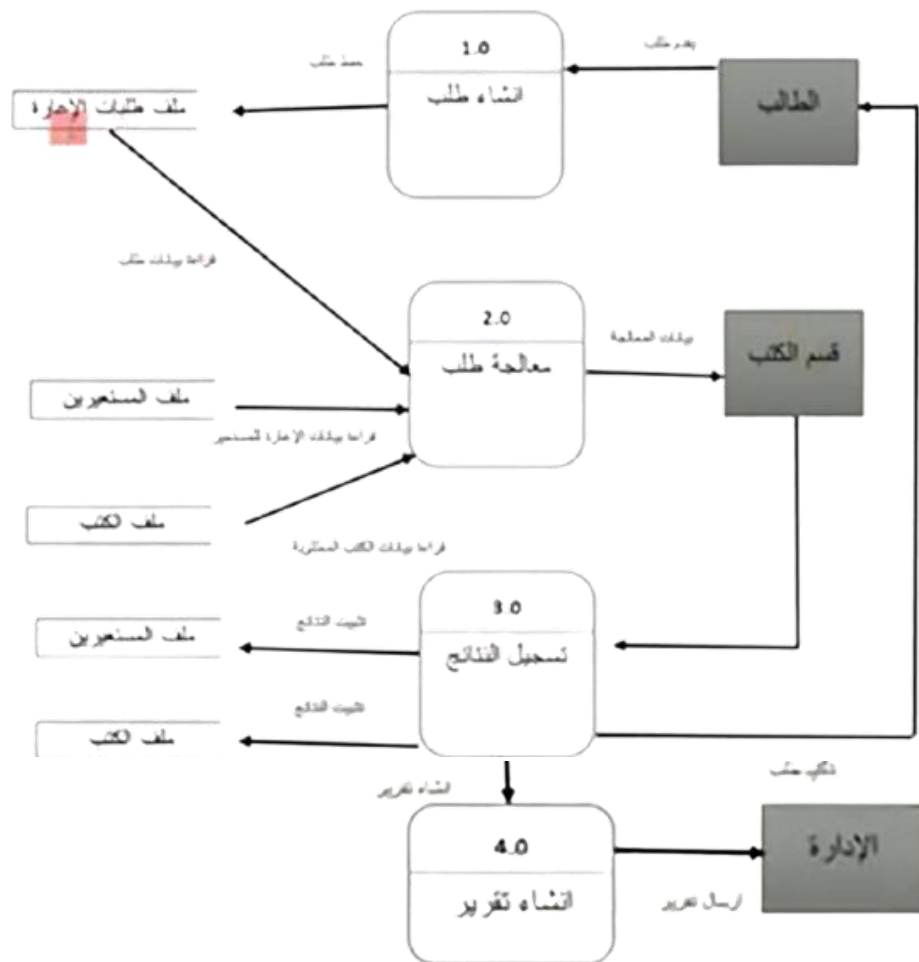 1.0
يقدم طلب
حفظ طلب
انشاء طلب
الطالب
ملف طلبات الإعارة
قراءة بيانات طلب
2.0
بيانات المعالجة
معالجة طلب
قسم الكتب
ملف المستعيرين
قراءة بيانات الإعارة للمستعير
ملف الكتب
قراءة بيانات الكتب المطلوبة
3.0
تثبيت النتائج
تسجيل النتائج
ملف المستعيرين
تثبيت النتائج
ملف الكتب
طلب
انشاء تقرير
4.0
الإدارة
انشاء تقرير
ارسال تقرير